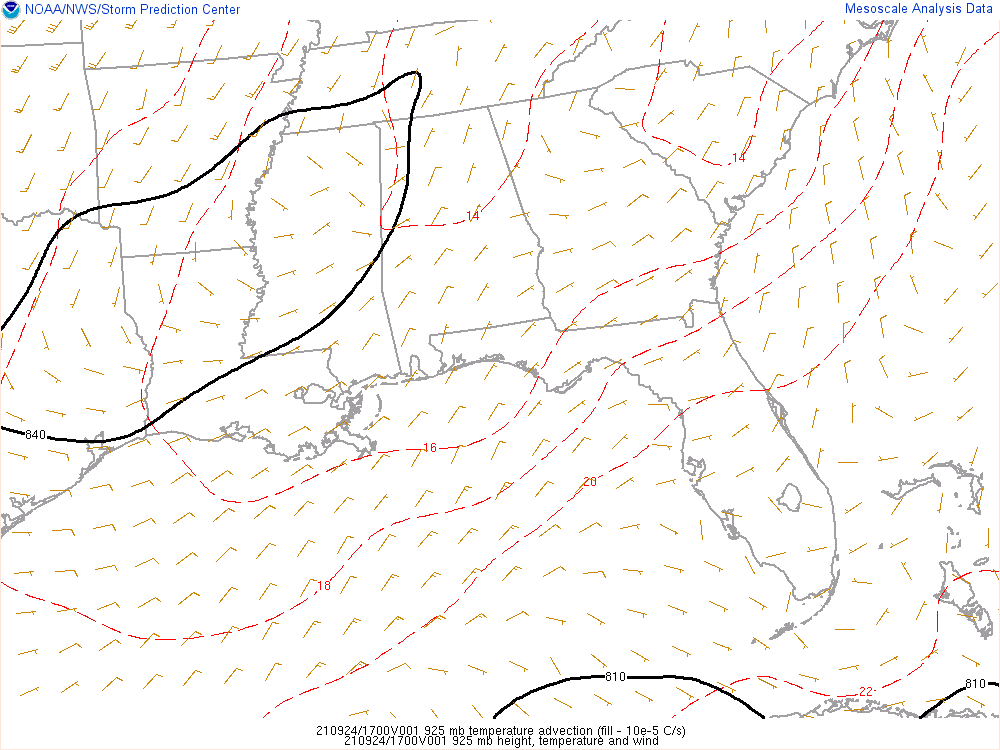 NOAA/NWS/Storm Prediction Center
Mesoscale Analysis Data
14
14
840
16
20
18
810
810
22
210924/1700V001 925 mb temperature advection (fill - 10e-5 C/s)
210924/1700V001 925 mb height, temperature and wind